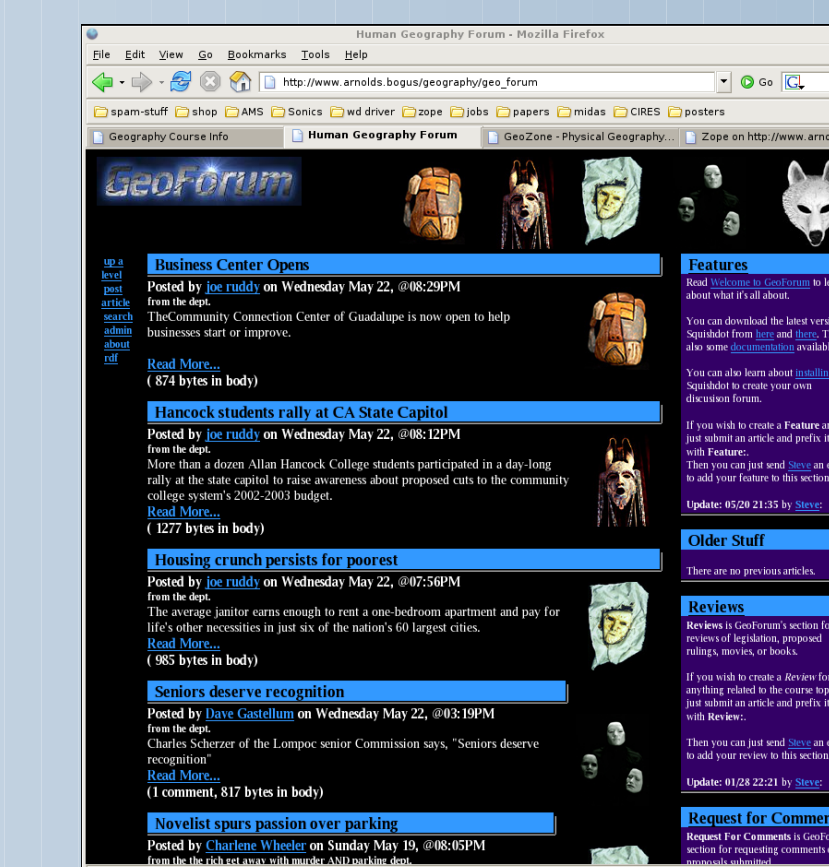 Human Geography Forum - Mozilla Firefox
File Edit View Go Bookmarks Tools Help
http://www.arnolds.bogus/geography/geo_forum Go G
spam-stuff shop AMS Sonics wd driver zope jobs papers midas CIRES posters
Geography Course Info Human Geography Forum GeoZone - Physical Geography... Zope on http://www.arno
GeoForum
up a
level
post
article
search
admin
about
rdf
Business Center Opens
Posted by joe ruddy on Wednesday May 22, @08:29PM
from the dept.
TheCommunity Connection Center of Guadalupe is now open to help
businesses start or improve.
Read More...
( 874 bytes in body)
Hancock students rally at CA State Capitol
Posted by joe ruddy on Wednesday May 22, @08:12PM
from the dept.
More than a dozen Allan Hancock College students participated in a day-long
rally at the state capitol to raise awareness about proposed cuts to the community
college system's 2002-2003 budget.
Read More...
( 1277 bytes in body)
Housing crunch persists for poorest
Posted by joe ruddy on Wednesday May 22, @07:56PM
from the dept.
The average janitor earns enough to rent a one-bedroom apartment and pay for
life's other necessities in just six of the nation's 60 largest cities.
Read More...
( 985 bytes in body)
Seniors deserve recognition
Posted by Dave Gastellum on Wednesday May 22, @03:19PM
from the dept.
Charles Scherzer of the Lompoc senior Commission says, "Seniors deserve
recognition"
Read More...
(1 comment, 817 bytes in body)
Novelist spurs passion over parking
Posted by Charlene Wheeler on Sunday May 19, @08:05PM
from the the rich get away with murder AND parking dept.
Features
Read Welcome to GeoForum to le
about what it's all about.
You can download the latest versi
Squishdot from here and there. T
also some documentation availabl
You can also learn about installin
Squishdot to create your own
discusison forum.
If you wish to create a Feature ar
just submit an article and prefix it
with Feature:.
Then you can just send Steve an e
to add your feature to this section
Update: 05/20 21:35 by Steve:
Older Stuff
There are no previous articles.
Reviews
Reviews is GeoForum's section fo
reviews of legislation, proposed
rulings, movies, or books.
If you wish to create a Review for
anything related to the course top
just submit an article and prefix it
with Review:.
Then you can just send Steve an e
to add your review to this section.
Update: 01/28 22:21 by Steve:
Request for Commen
Request For Comments is GeoFo
section for requesting comments o
proposals submitted